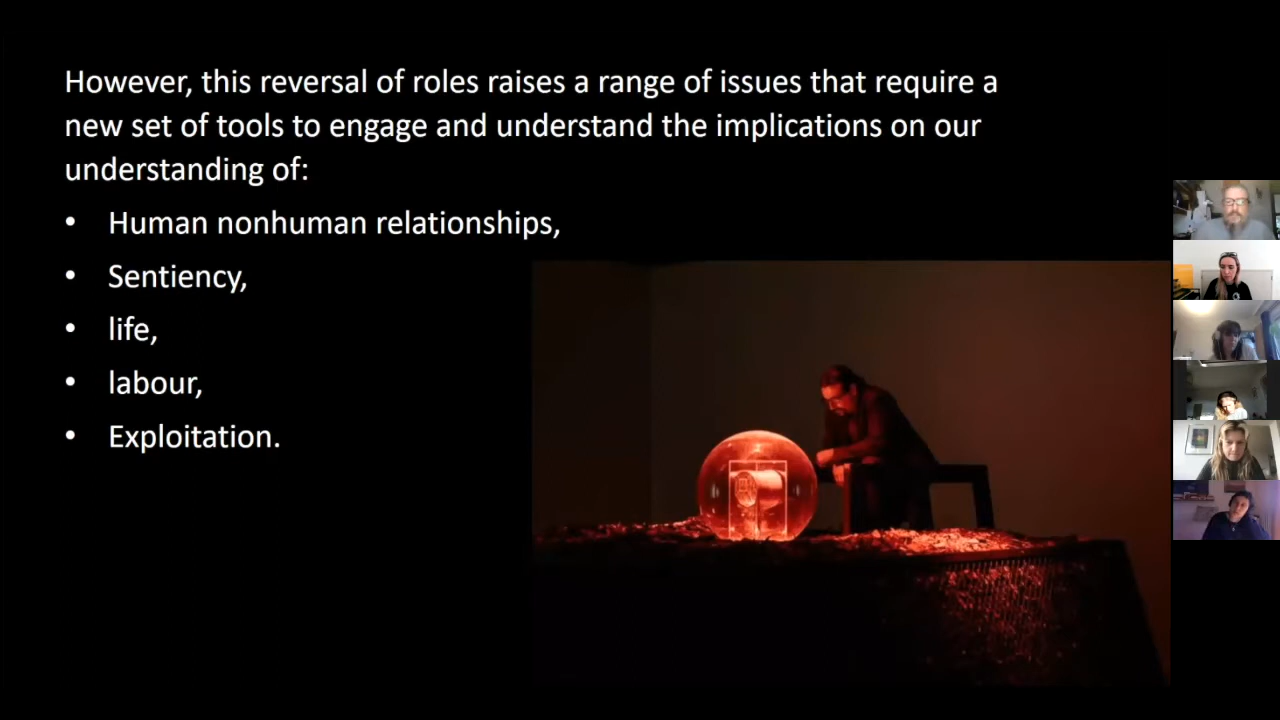 However, this reversal of roles raises a range of issues that require a
new set of tools to engage and understand the implications on our
understanding of:
• Human nonhuman relationships,
• Sentiency,
• life,
• labour,
• Exploitation.